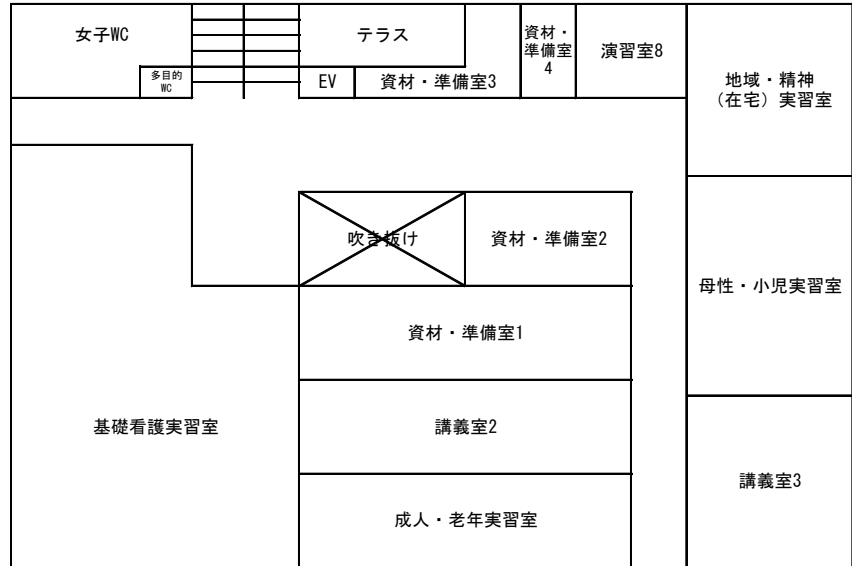 女子WC
テラス
資材・
準備室
4
演習室8
多目的
WC
EV
資材・準備室3
地域・精神
（在宅）実習室
吹き抜け
資材・準備室2
母性・小児実習室
資材・準備室1
基礎看護実習室
講義室2
講義室3
成人・老年実習室